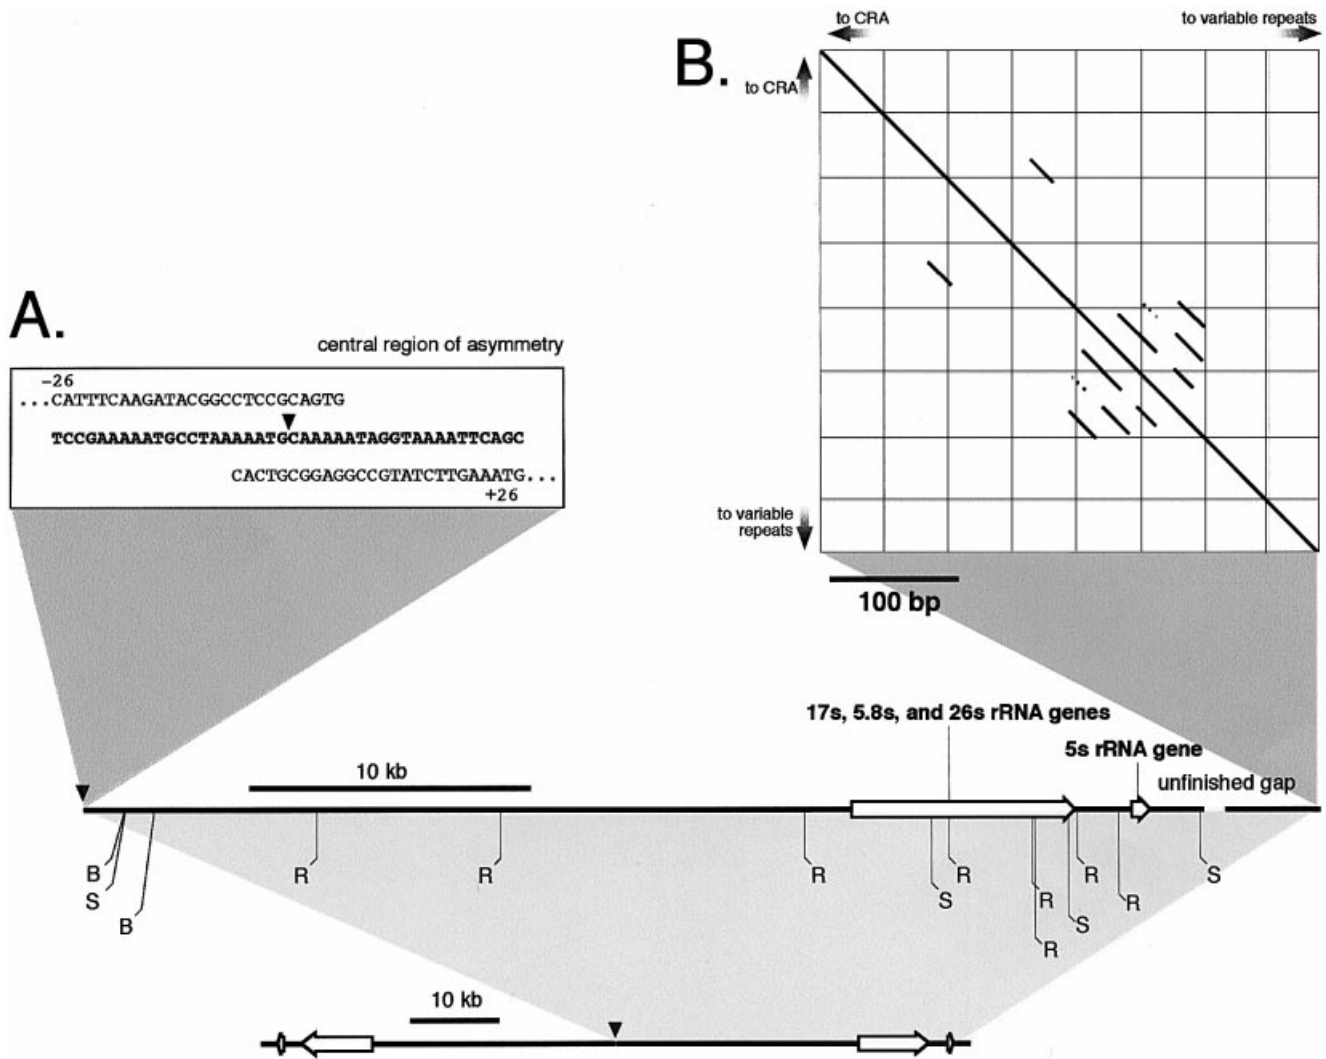 to CRA
to variable repeats
B.
to CRA
A.
central region of asymmetry
−26
...CATTTCAAGATACGGCCTCCGCAGTG
TCCGAAAAATGCCTAAAAATGCAAAAATAGGTAAAATTCAGC
CACTGCGGAGGCCGTATCTTGAAATG...
+26
to variable
repeats
100 bp
17s, 5.8s, and 26s rRNA genes
5s rRNA gene
10 kb
unfinished gap
B
R
R
R
R
R
S
S
S
R
R
B
S
R
10 kb